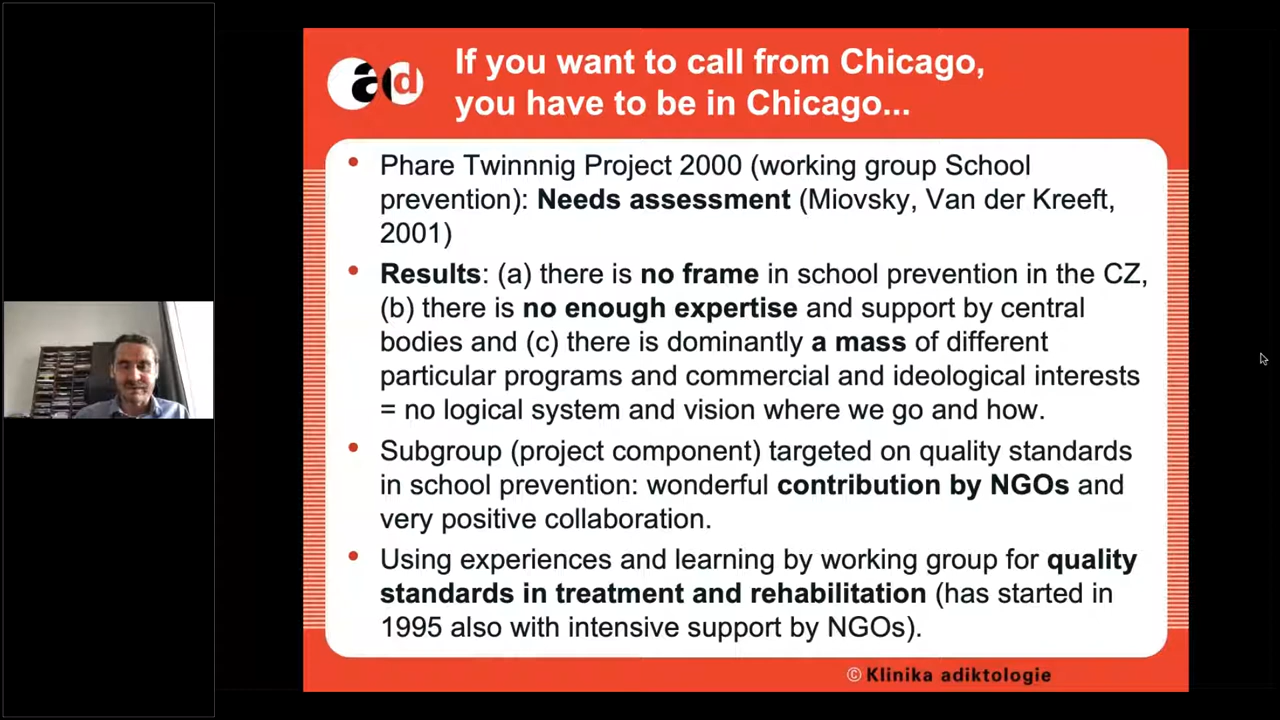 ad
If you want to call from Chicago,
you have to be in Chicago...
• Phare Twinnnig Project 2000 (working group School
prevention): Needs assessment (Miovsky, Van der Kreeft,
2001)
• Results: (a) there is no frame in school prevention in the CZ,
(b) there is no enough expertise and support by central
bodies and (c) there is dominantly a mass of different
particular programs and commercial and ideological interests
= no logical system and vision where we go and how.
• Subgroup (project component) targeted on quality standards
in school prevention: wonderful contribution by NGOs and
very positive collaboration.
• Using experiences and learning by working group for quality
standards in treatment and rehabilitation (has started in
1995 also with intensive support by NGOs).
© Klinika adiktologie